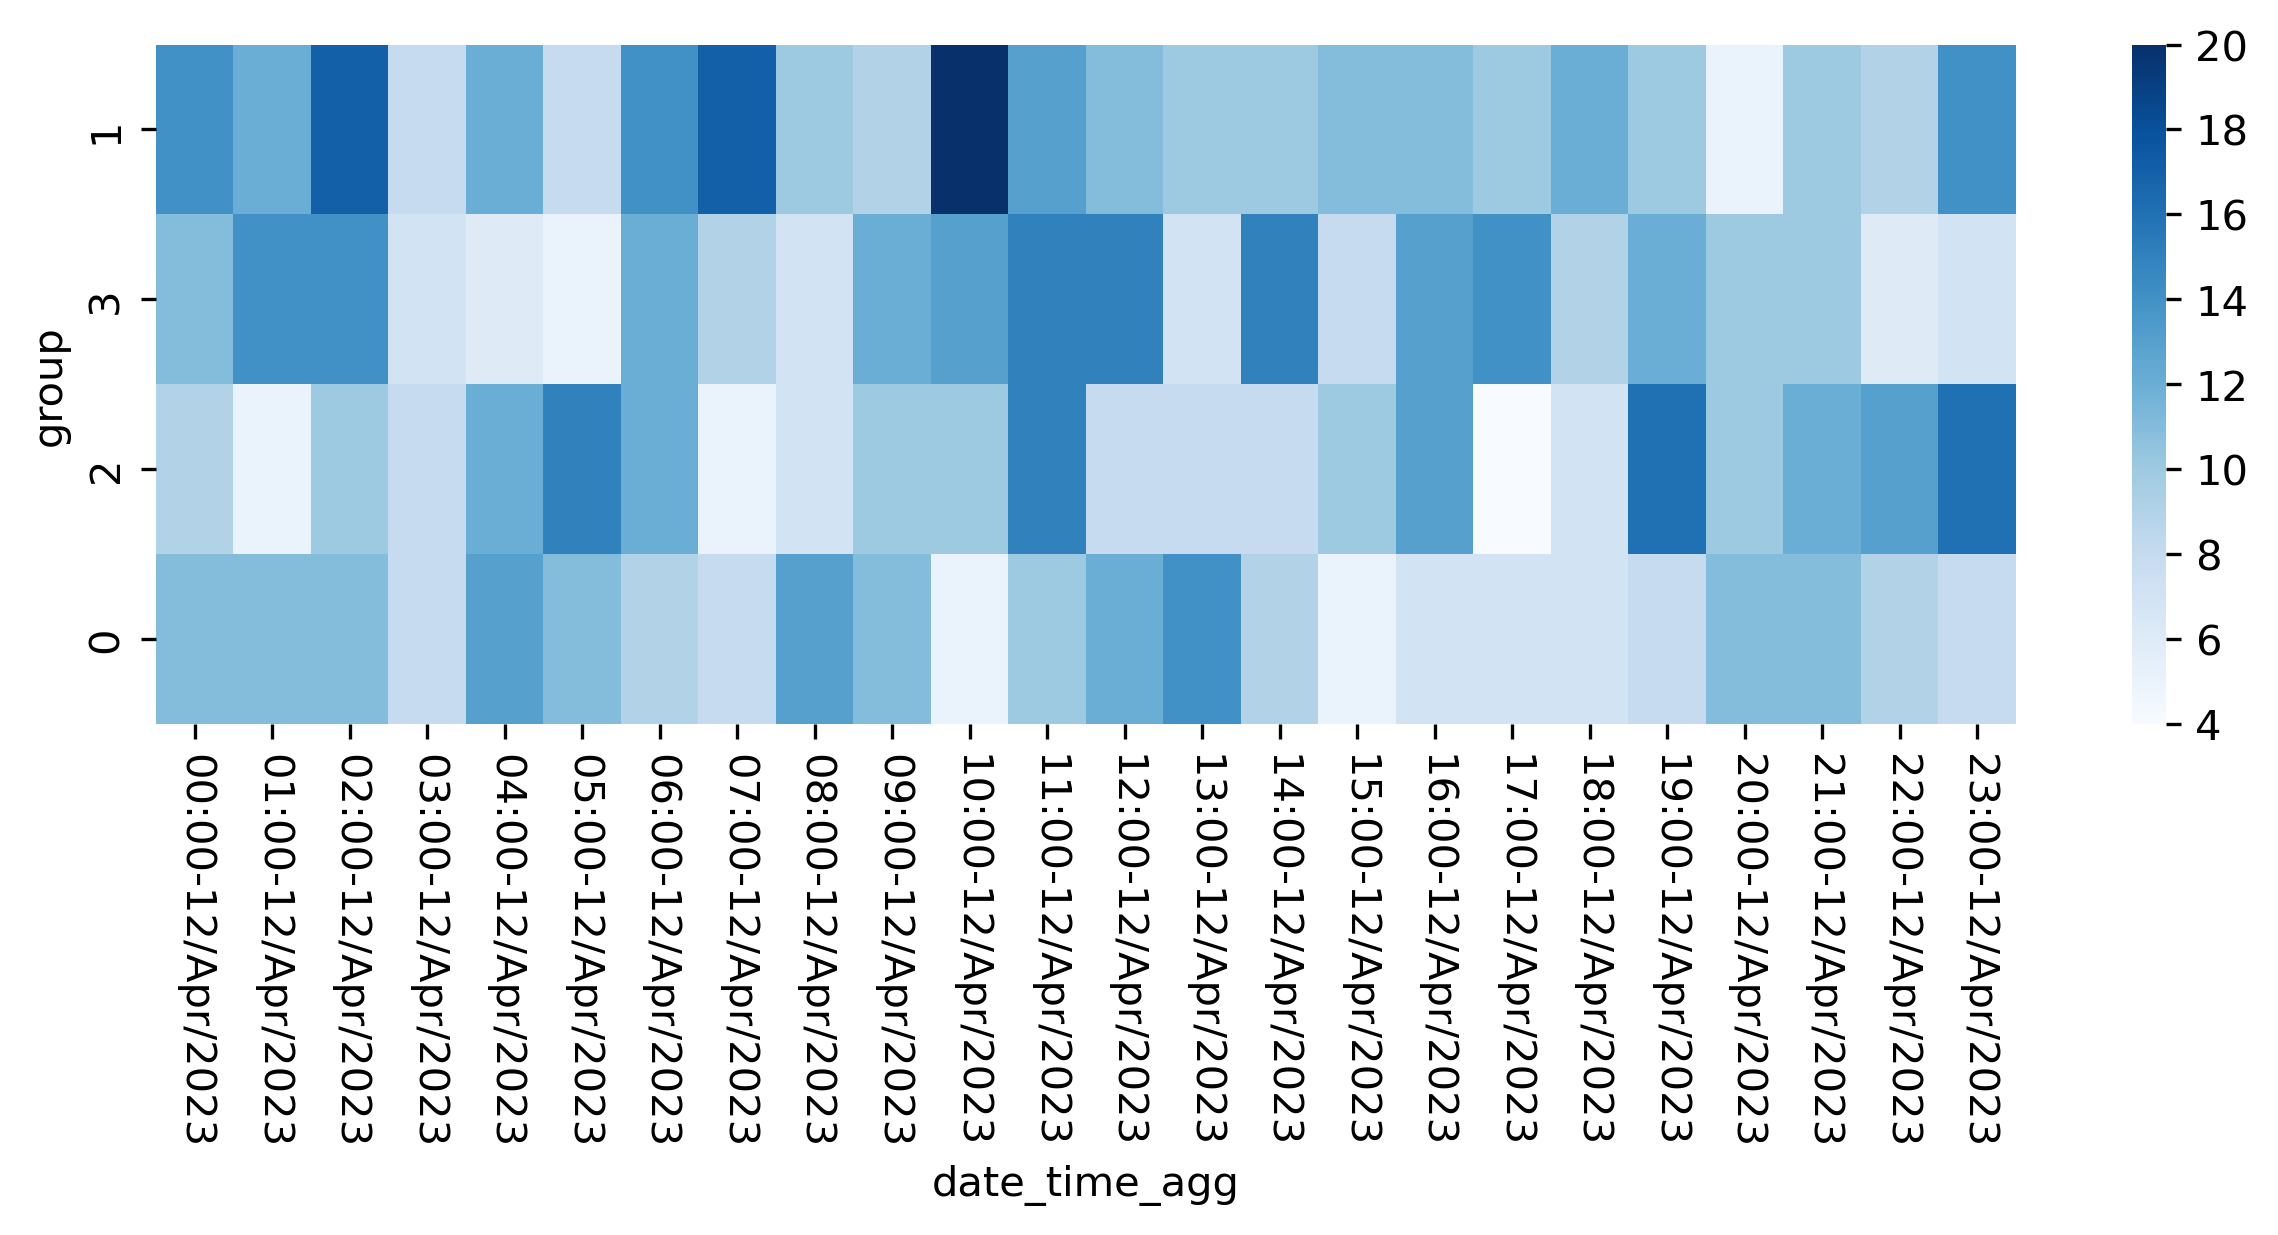 group
1
3
2
0
00:00-12/Apr/2023
01:00-12/Apr/2023
02:00-12/Apr/2023
03:00-12/Apr/2023
04:00-12/Apr/2023
05:00-12/Apr/2023
06:00-12/Apr/2023
07:00-12/Apr/2023
08:00-12/Apr/2023
09:00-12/Apr/2023
10:00-12/Apr/2023
11:00-12/Apr/2023
12:00-12/Apr/2023
13:00-12/Apr/2023
14:00-12/Apr/2023
15:00-12/Apr/2023
16:00-12/Apr/2023
17:00-12/Apr/2023
18:00-12/Apr/2023
19:00-12/Apr/2023
20:00-12/Apr/2023
21:00-12/Apr/2023
22:00-12/Apr/2023
23:00-12/Apr/2023
date_time_agg
20
18
16
14
12
10
8
6
4